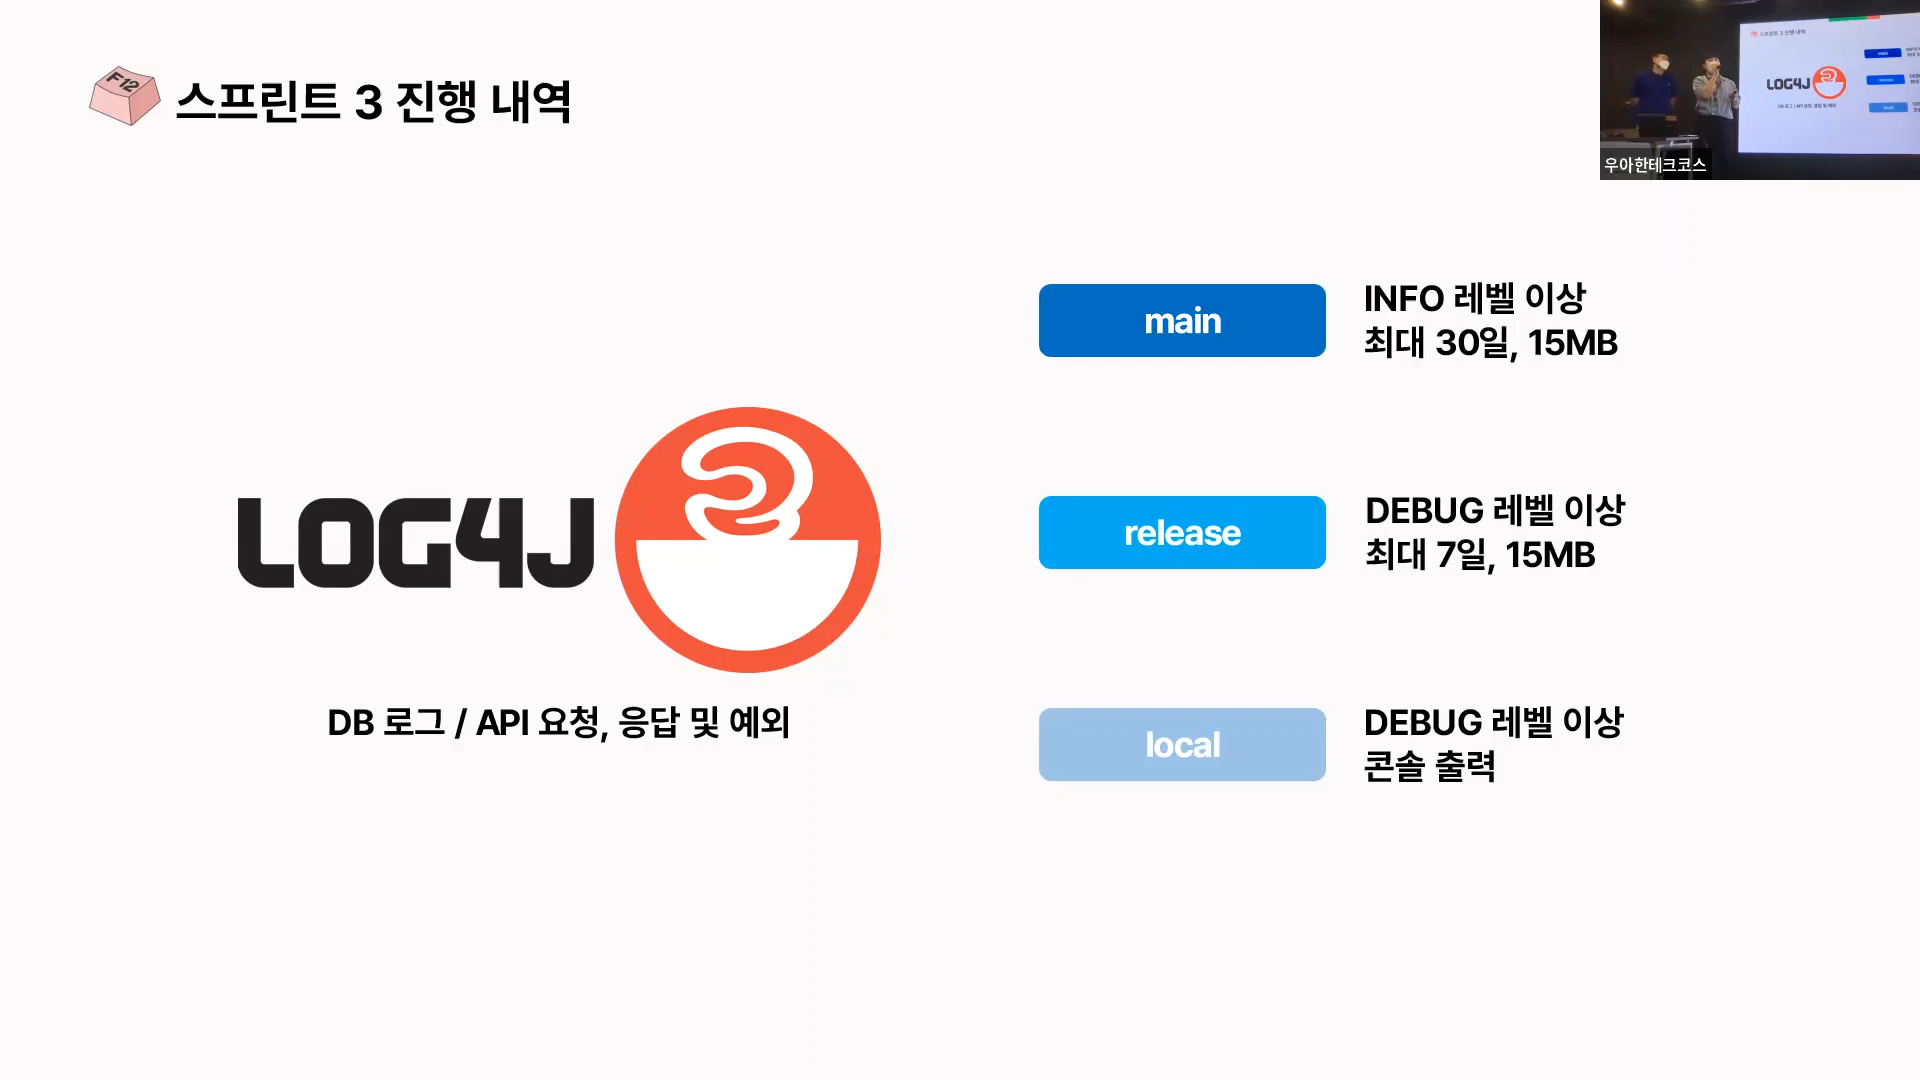 F12
스프린트 3 진행 내역
우아한테크코스
LOG4J
DB 로그 / API 요청, 응답 및 예외
main
INFO 레벨 이상
최대 30일, 15MB
release
DEBUG 레벨 이상
최대 7일, 15MB
local
DEBUG 레벨 이상
콘솔 출력